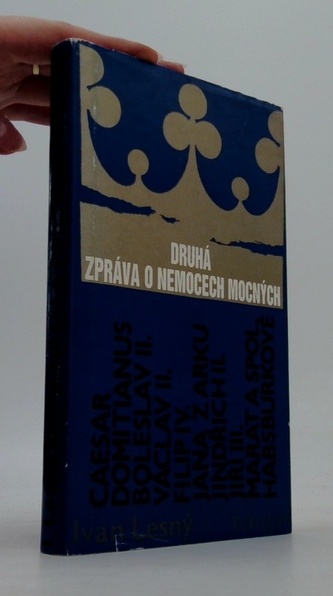 DRUHÁ
ZPRÁVA O NEMOCECH MOCNÝCH
CAESAR
DOMITIANUS
BOLESLAV II.
VÁCLAV II.
FILIP IV.
JANA Z ARKU
JINDŘICH II.
JIŘÍ III.
MARAT A SPOL.
HABSBURKOVÉ
Ivan Lesný